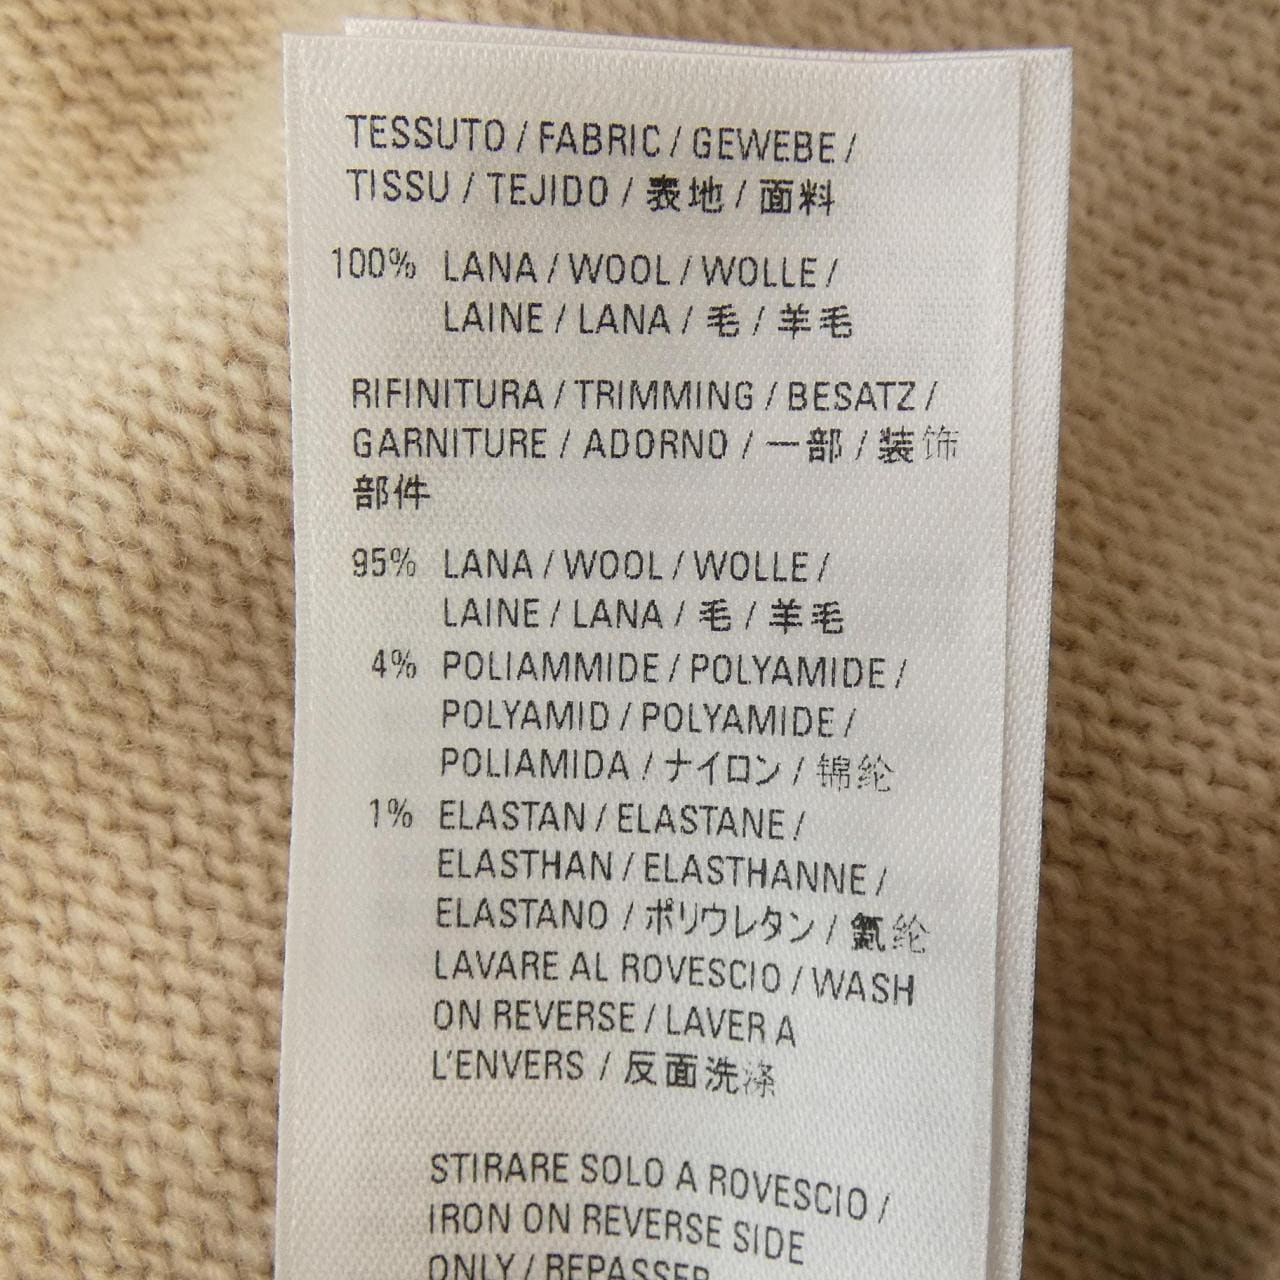 TESSUTO / FABRIC / GEWEBE /
TISSU / TEJIDO / 表地 / 面料
100% LANA / WOOL / WOLLE /
LAINE / LANA / 毛 / 羊毛
RIFINITURA / TRIMMING / BESATZ /
GARNITURE / ADORNO / 一部 / 装饰
部件
95% LANA / WOOL / WOLLE /
LAINE / LANA / 毛 / 羊毛
4% POLIAMMIDE / POLYAMIDE /
POLYAMID / POLYAMIDE /
POLIAMIDA / ナイロン / 锦纶
1% ELASTAN / ELASTANE /
ELASTHAN / ELASTHANNE /
ELASTANO / ポリウレタン / 氨纶
LAVARE AL ROVESCIO / WASH
ON REVERSE / LAVER A
L'ENVERS / 反面洗涤
STIRARE SOLO A ROVESCIO /
IRON ON REVERSE SIDE
ONLY / REPASSER